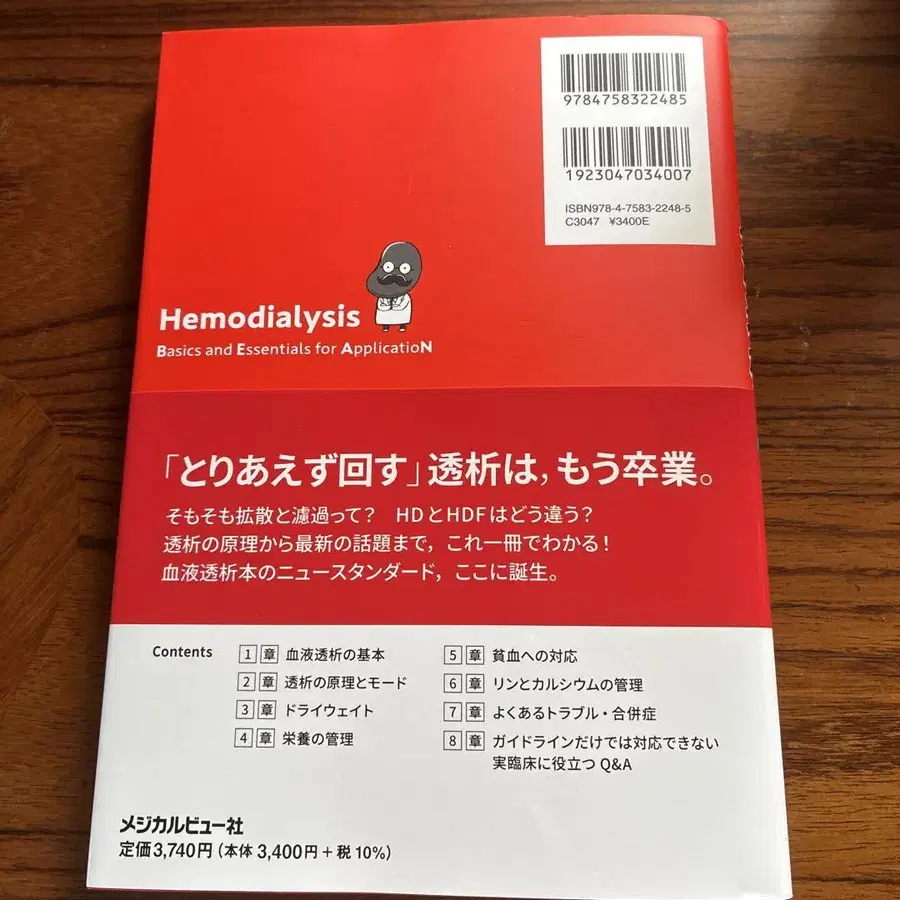 9784758322485
1923047034007
ISBN978-4-7583-2248-5
C3047 ¥3400E
Hemodialysis
Basics and Essentials for ApplicatioN
「とりあえず回す」透析は，もう卒業。
そもそも拡散と濾過って？ HDとHDFはどう違う？
透析の原理から最新の話題まで，これ一冊でわかる！
血液透析本のニュースタンダード，ここに誕生。
Contents
1章 血液透析の基本
2章 透析の原理とモード
3章 ドライウェイト
4章 栄養の管理
5章 貧血への対応
6章 リンとカルシウムの管理
7章 よくあるトラブル・合併症
8章 ガイドラインだけでは対応できない
実臨床に役立つ Q&A
メジカルビュー社
定価3,740円（本体 3,400円＋税10%）